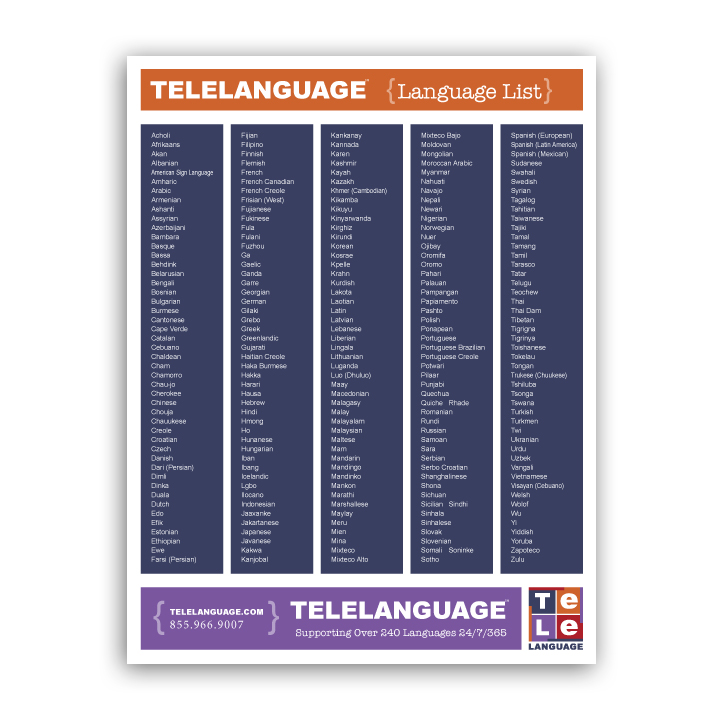 TELELANGUAGE™ {Language List}
Acholi
Afrikaans
Akan
Albanian
American Sign Language
Amharic
Arabic
Armenian
Ashanti
Assyrian
Azerbaijani
Bambara
Basque
Bassa
Behdink
Belarusian
Bengali
Bosnian
Bulgarian
Burmese
Cantonese
Cape Verde
Catalan
Cebuano
Chaldean
Cham
Chamorro
Chau-jo
Cherokee
Chinese
Chouja
Chauukese
Creole
Croatian
Czech
Danish
Dari (Persian)
Dimli
Dinka
Duala
Dutch
Edo
Efik
Estonian
Ethiopian
Ewe
Farsi (Persian)
Fijian
Filipino
Finnish
Flemish
French
French Canadian
French Creole
Frisian (West)
Fujianese
Fukinese
Fula
Fulani
Fuzhou
Ga
Gaelic
Ganda
Garre
Georgian
German
Gilaki
Grebo
Greek
Greenlandic
Gujarati
Haitian Creole
Haka Burmese
Hakka
Harari
Hausa
Hebrew
Hindi
Hmong
Ho
Hunanese
Hungarian
Iban
Ibang
Icelandic
Lgbo
Ilocano
Indonesian
Jaaxanke
Jakartanese
Japanese
Javanese
Kakwa
Kanjobal
Kankanay
Kannada
Karen
Kashmir
Kayah
Kazakh
Khmer (Cambodian)
Kikamba
Kikuyu
Kinyarwanda
Kirghiz
Kirundi
Korean
Kosrae
Kpelle
Krahn
Kurdish
Lakota
Laotian
Latin
Latvian
Lebanese
Liberian
Lingala
Lithuanian
Luganda
Luo (Dholuo)
Maay
Macedonian
Malagasy
Malay
Malayalam
Malaysian
Maltese
Mam
Mandarin
Mandingo
Mandinko
Mankon
Marathi
Marshallese
Maylay
Meru
Mien
Mina
Mixteco
Mixteco Alto
Mixteco Bajo
Moldovan
Mongolian
Moroccan Arabic
Myanmar
Nahuati
Navajo
Nepali
Newari
Nigerian
Norwegian
Nuer
Ojibay
Oromifa
Oromo
Pahari
Palauan
Pampangan
Papiamento
Pashto
Polish
Ponapean
Portuguese
Portuguese Brazilian
Portuguese Creole
Potwari
Pilaar
Punjabi
Quechua
Quiche Rhade
Romanian
Rundi
Russian
Samoan
Sara
Serbian
Serbo Croatian
Shanghalinese
Shona
Sichuan
Sicilian Sindhi
Sinhala
Sinhalese
Slovak
Slovenian
Somali Soninke
Sotho
Spanish (European)
Spanish (Latin America)
Spanish (Mexican)
Sudanese
Swahali
Swedish
Syrian
Tagalog
Tahitian
Taiwanese
Tajiki
Tamal
Tamang
Tamil
Tarasco
Tatar
Telugu
Teochew
Thai
Thai Dam
Tibetan
Tigrigna
Tigrinya
Toishanese
Tokelau
Tongan
Trukese (Chuukese)
Tshiluba
Tsonga
Tswana
Turkish
Turkmen
Twi
Ukranian
Urdu
Uzbek
Vangali
Vietnamese
Visayan (Cebuano)
Welsh
Wolof
Wu
Yi
Yiddish
Yoruba
Zapoteco
Zulu
{TELELANGUAGE.COM
855.966.9007}
TELELANGUAGE™
Supporting Over 240 Languages 24/7/365
Te
Le
LANGUAGE